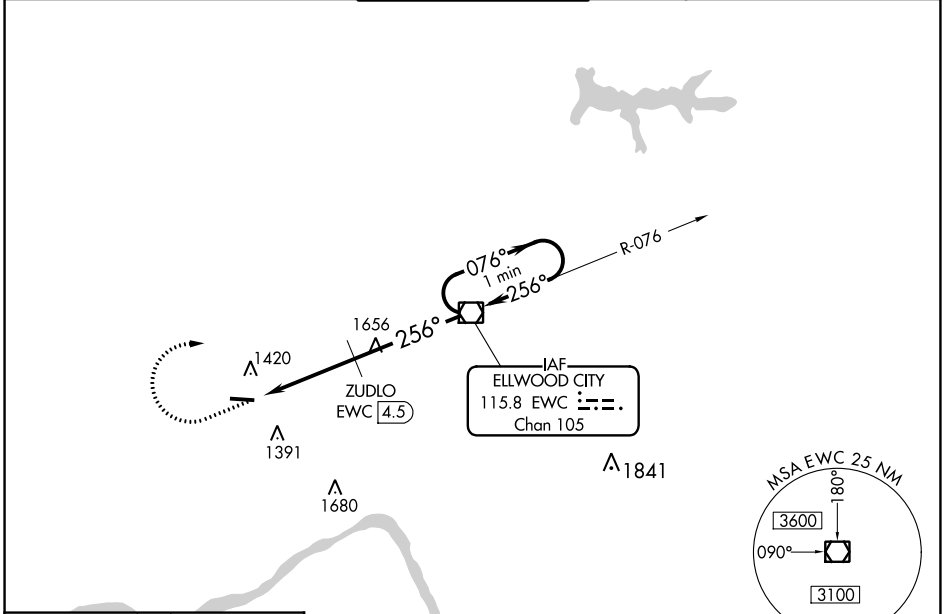 R-076
076°
1 min
256°
1656
256°
1420
IAF
ELLWOOD CITY
115.8 EWC
Chan 105
ZUDLO
EWC 4.5
1391
1841
1680
MSA EWC 25 NM
180°
3600
090°
3100